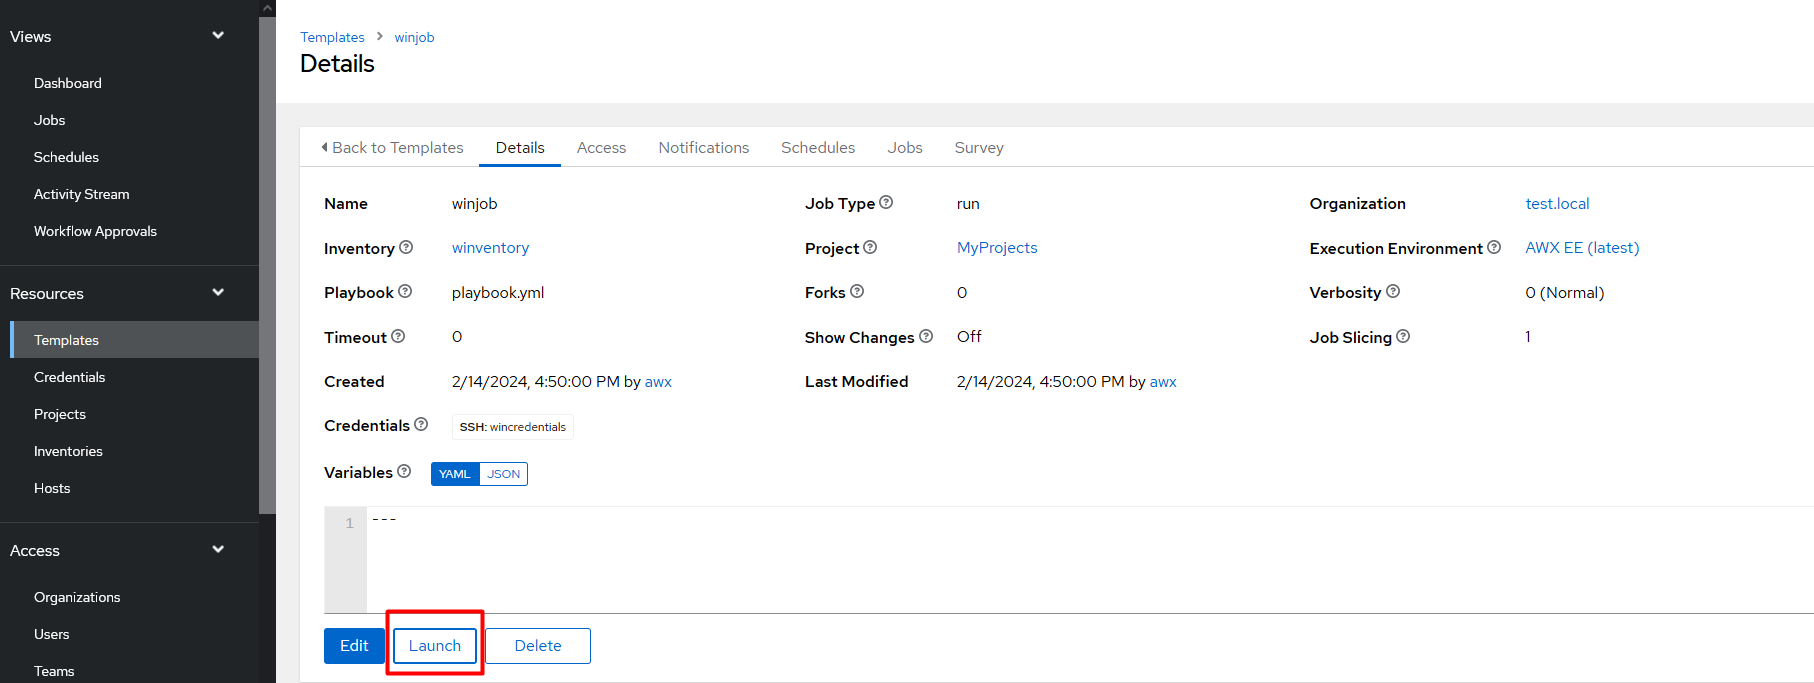 Views
Dashboard
Jobs
Schedules
Activity Stream
Workflow Approvals
Resources
Templates
Credentials
Projects
Inventories
Hosts
Access
Organizations
Users
Teams
Templates > winjob
Details
Back to Templates Details Access Notifications Schedules Jobs Survey
Name winjob Job Type run Organization test.local
Inventory winventory Project MyProjects Execution Environment AWX EE (latest)
Playbook playbook.yml Forks 0 Verbosity 0 (Normal)
Timeout 0 Show Changes Off Job Slicing 1
Created 2/14/2024, 4:50:00 PM by awx Last Modified 2/14/2024, 4:50:00 PM by awx
Credentials SSH: wincredentials
Variables YAML JSON
1 ---
Edit Launch Delete